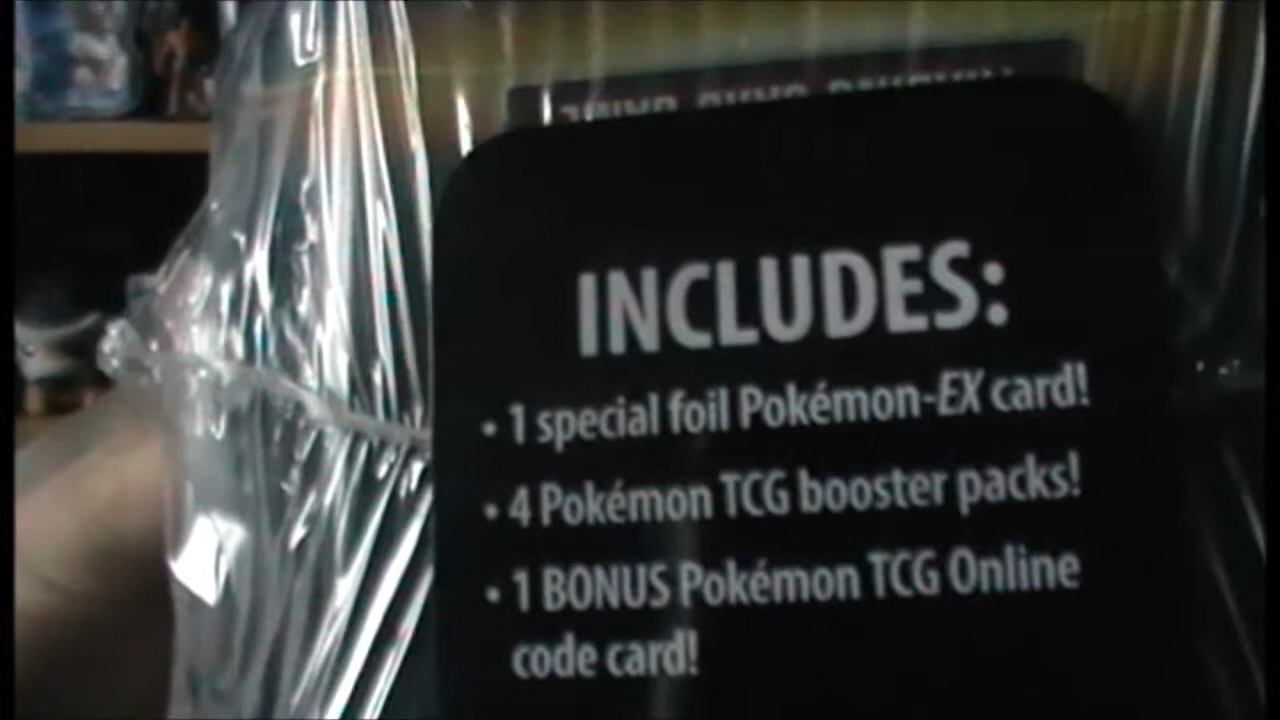 INCLUDES:
• 1 special foil Pokémon-EX card!
• 4 Pokémon TCG booster packs!
• 1 BONUS Pokémon TCG Online
code card!